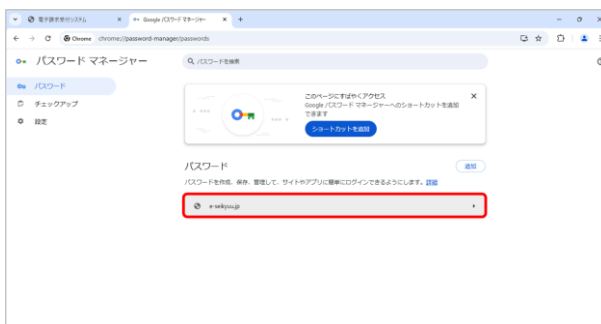 電子請求受付システム
Google パスワード マネージャー
Chrome
chrome://password-manager/passwords
パスワード マネージャー
パスワードを検索
パスワード
チェックアップ
設定
このページにすばやくアクセス
Google パスワード マネージャーへのショートカットを追加
できます
ショートカットを追加
パスワード
追加
パスワードを作成、保存、管理して、サイトやアプリに簡単にログインできるようにします。詳細
e-seikyuu.jp